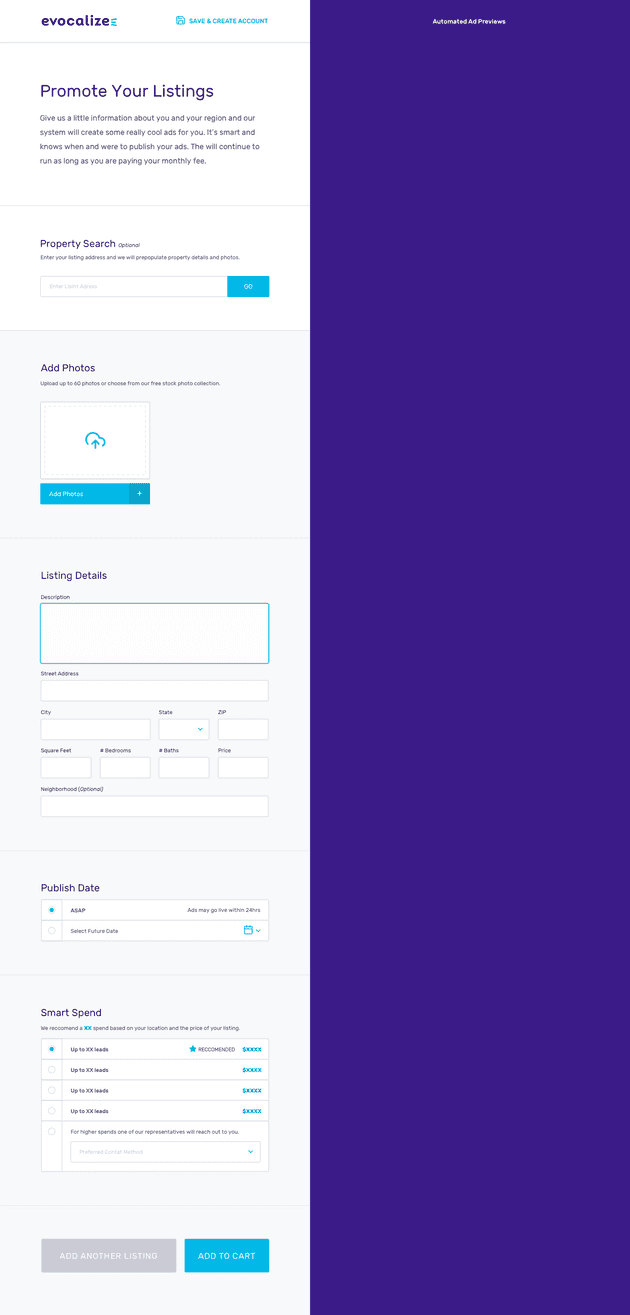 evocalize
SAVE & CREATE ACCOUNT
Automated Ad Previews
Promote Your Listings
Give us a little information about you and your region and our
system will create some really cool ads for you. It's smart and
knows when and were to publish your ads. The will continue to
run as long as you are paying your monthly fee.
Property Search Optional
Enter your listing address and we will prepopulate property details and photos.
GO
Add Photos
Upload up to 60 photos or choose from our free stock photo collection.
Add Photos +
Listing Details
Description
Street Address
City State ZIP
Square Feet # Bedrooms # Baths Price
Neighborhood (Optional)
Publish Date
ASAP Ads may go live within 24hrs
Select Future Date
Smart Spend
We reccomend a XX spend based on your location and the price of your listing.
Up to XX leads RECCOMENDED $XXXX
Up to XX leads $XXXX
Up to XX leads $XXXX
Up to XX leads $XXXX
For higher spends one of our representatives will reach out to you.
Preferred Method
ADD ANOTHER LISTING ADD TO CART